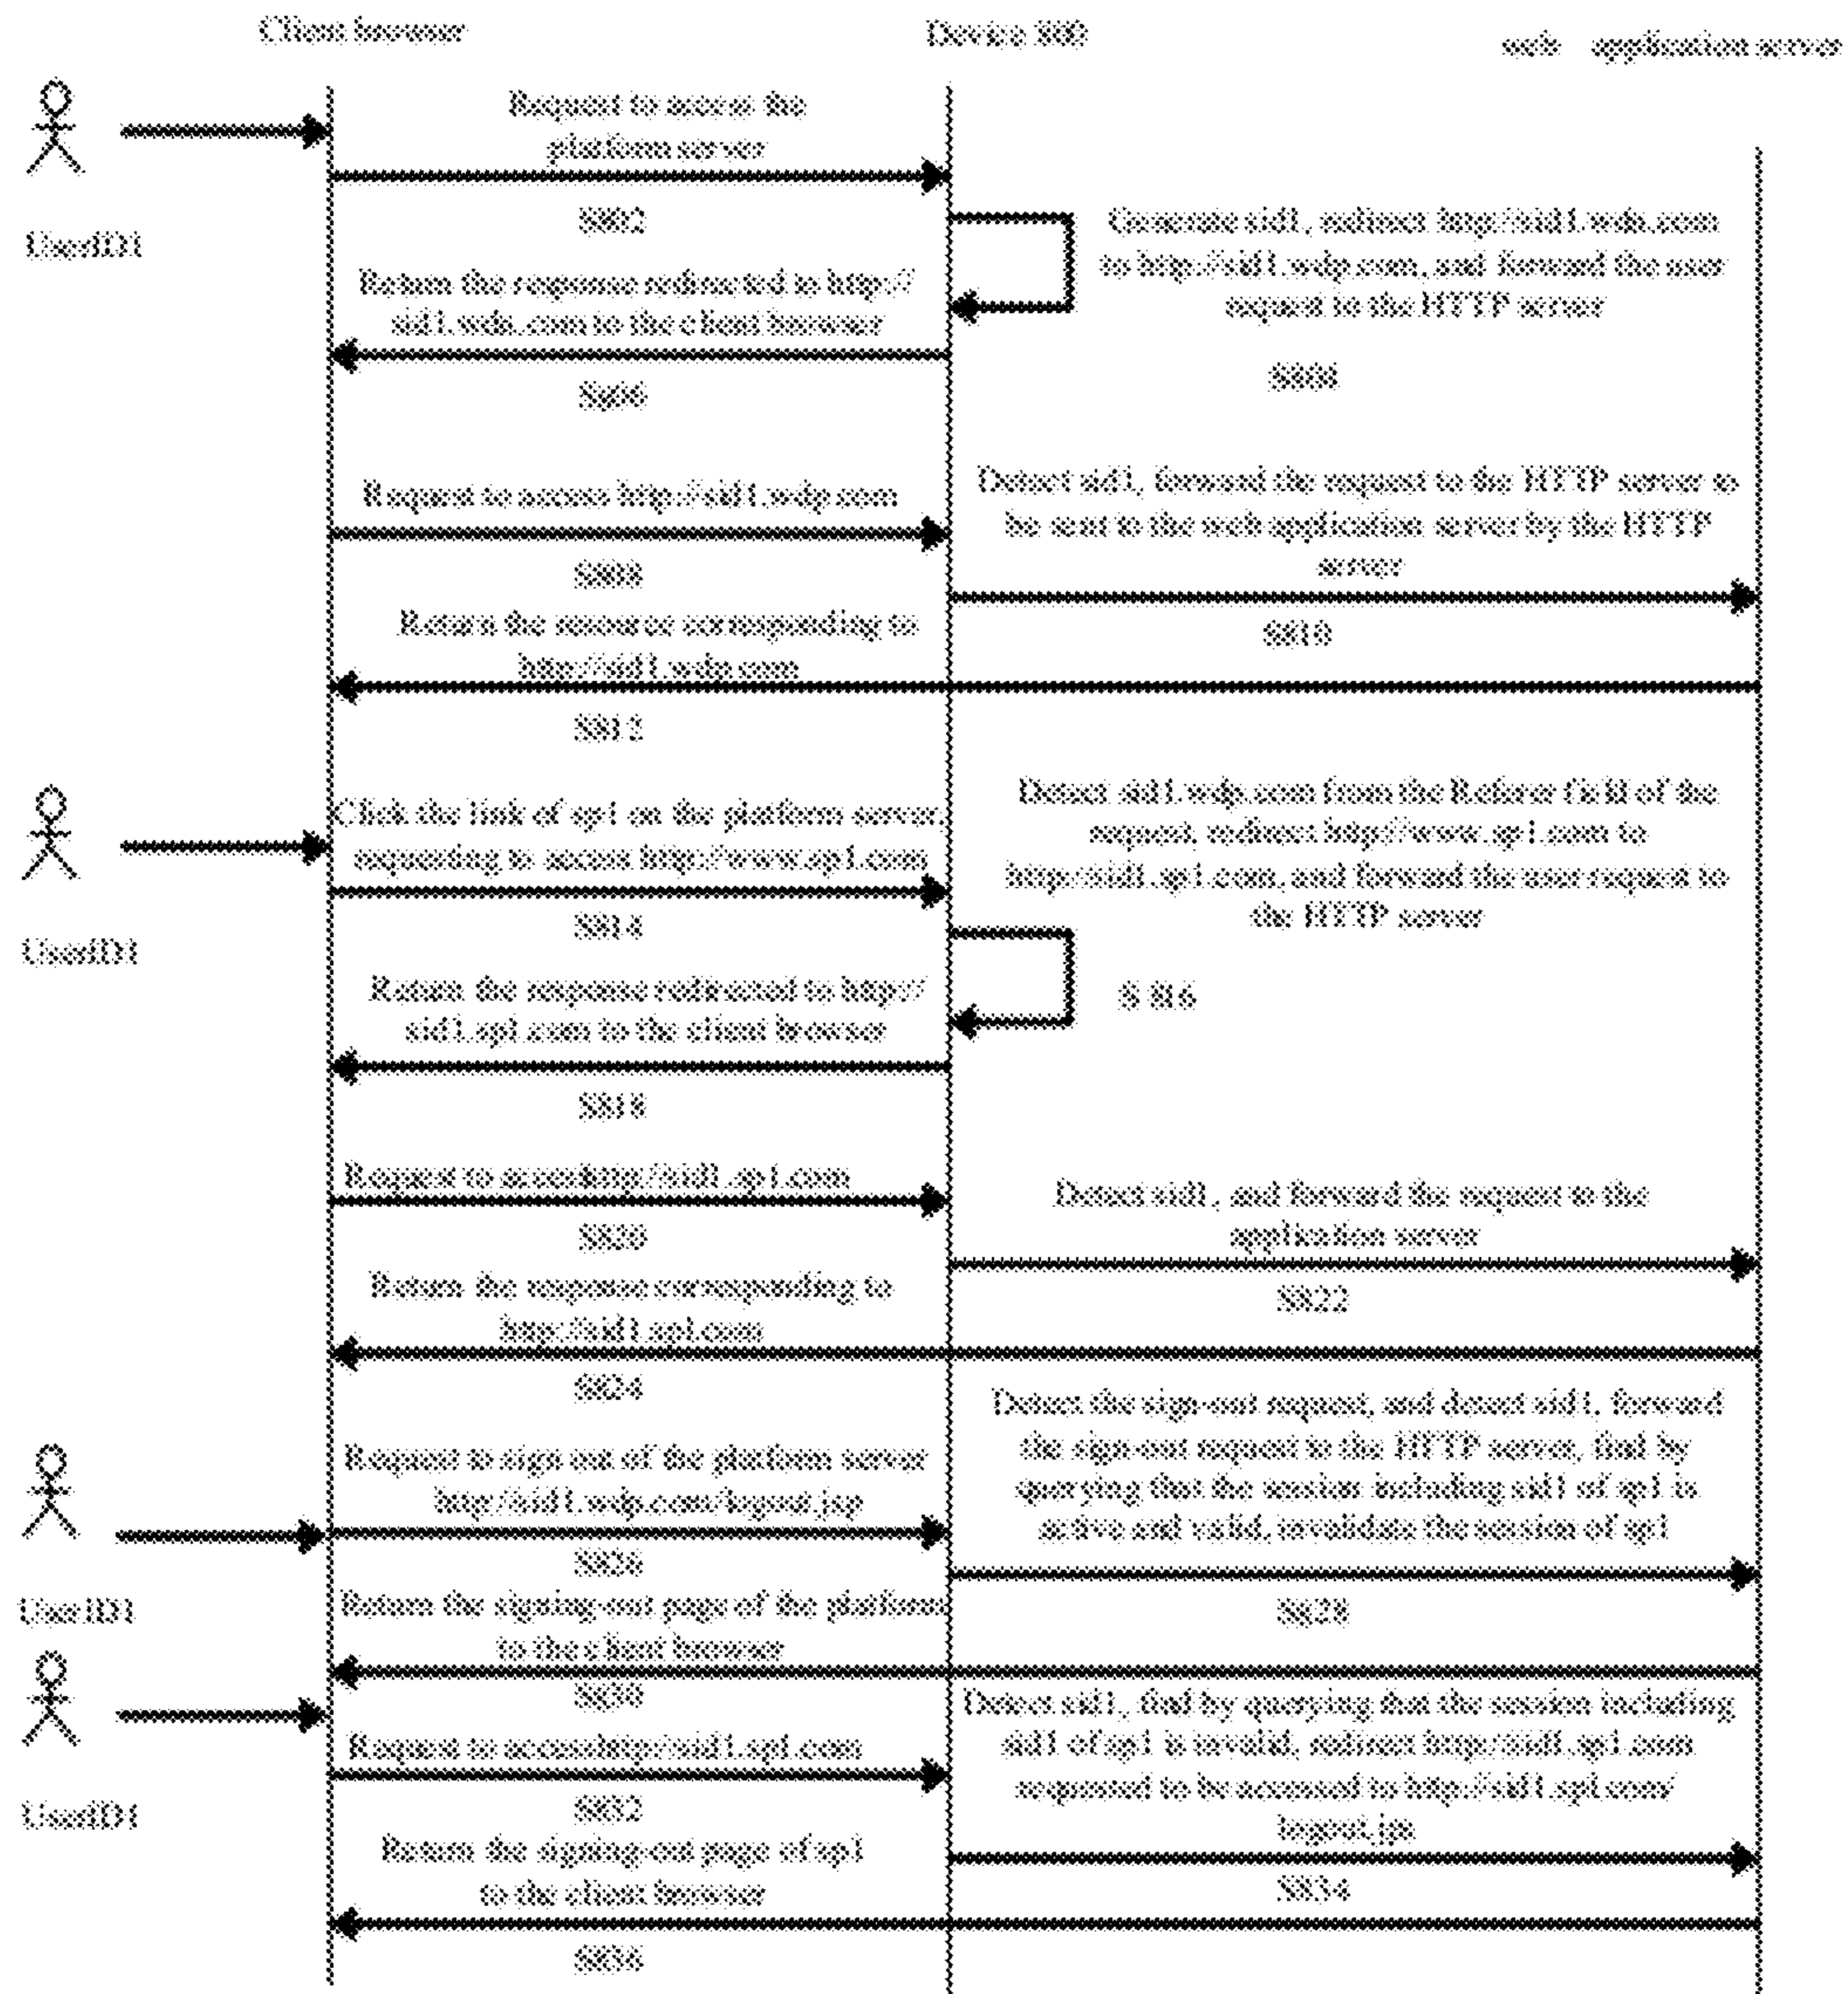 Client browser
Device 800
web application server
Request to access the
platform server
S802
UserID1
Generate sid1, redirect http://sid1.wdp.com
to http://sid1.wdp.com, and forward the user
request to the HTTP server
S804
Return the response redirected to http://
sid1.wdp.com to the client browser
S806
Request to access http://sid1.wdp.com
S808
Detect sid1, forward the request to the HTTP server to
be sent to the web application server by the HTTP
server
S810
Return the resource corresponding to
http://sid1.wdp.com
S812
Click the link of sp1 on the platform server,
requesting to access http://www.sp1.com
S814
UserID1
Detect sid1.wdp.com from the Referer field of the
request, redirect http://www.sp1.com to
http://sid1.sp1.com, and forward the user request to
the HTTP server
S 816
Return the response redirected to http://
sid1.sp1.com to the client browser
S818
Request to access http://sid1.sp1.com
S820
Detect sid1, and forward the request to the
application server
S822
Return the response corresponding to
http://sid1.sp1.com
S824
Request to sign out of the platform server
http://sid1.wdp.com/logout.jsp
S826
UserID1
Detect the sign-out request, and detect sid1, forward
the sign-out request to the HTTP server, find by
querying that the session including sid1 of sp1 is
active and valid, invalidate the session of sp1
S828
Return the signing-out page of the platform
to the client browser
S830
Request to access http://sid1.sp1.com
S832
UserID1
Detect sid1, find by querying that the session including
sid1 of sp1 is invalid, redirect http://sid1.sp1.com
requested to be accessed to http://sid1.sp1.com/
logout.jsp
S834
Return the signing-out page of sp1
to the client browser
S836